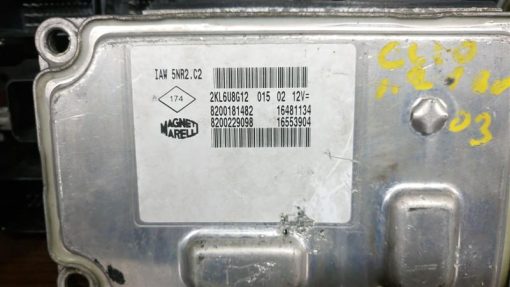 IAW 5NR2.C2
174
2KL6U8G12 015 02 12V=
8200181482 16481134
8200229098 16553904
MAGNETI
MARELLI
CLIO
03